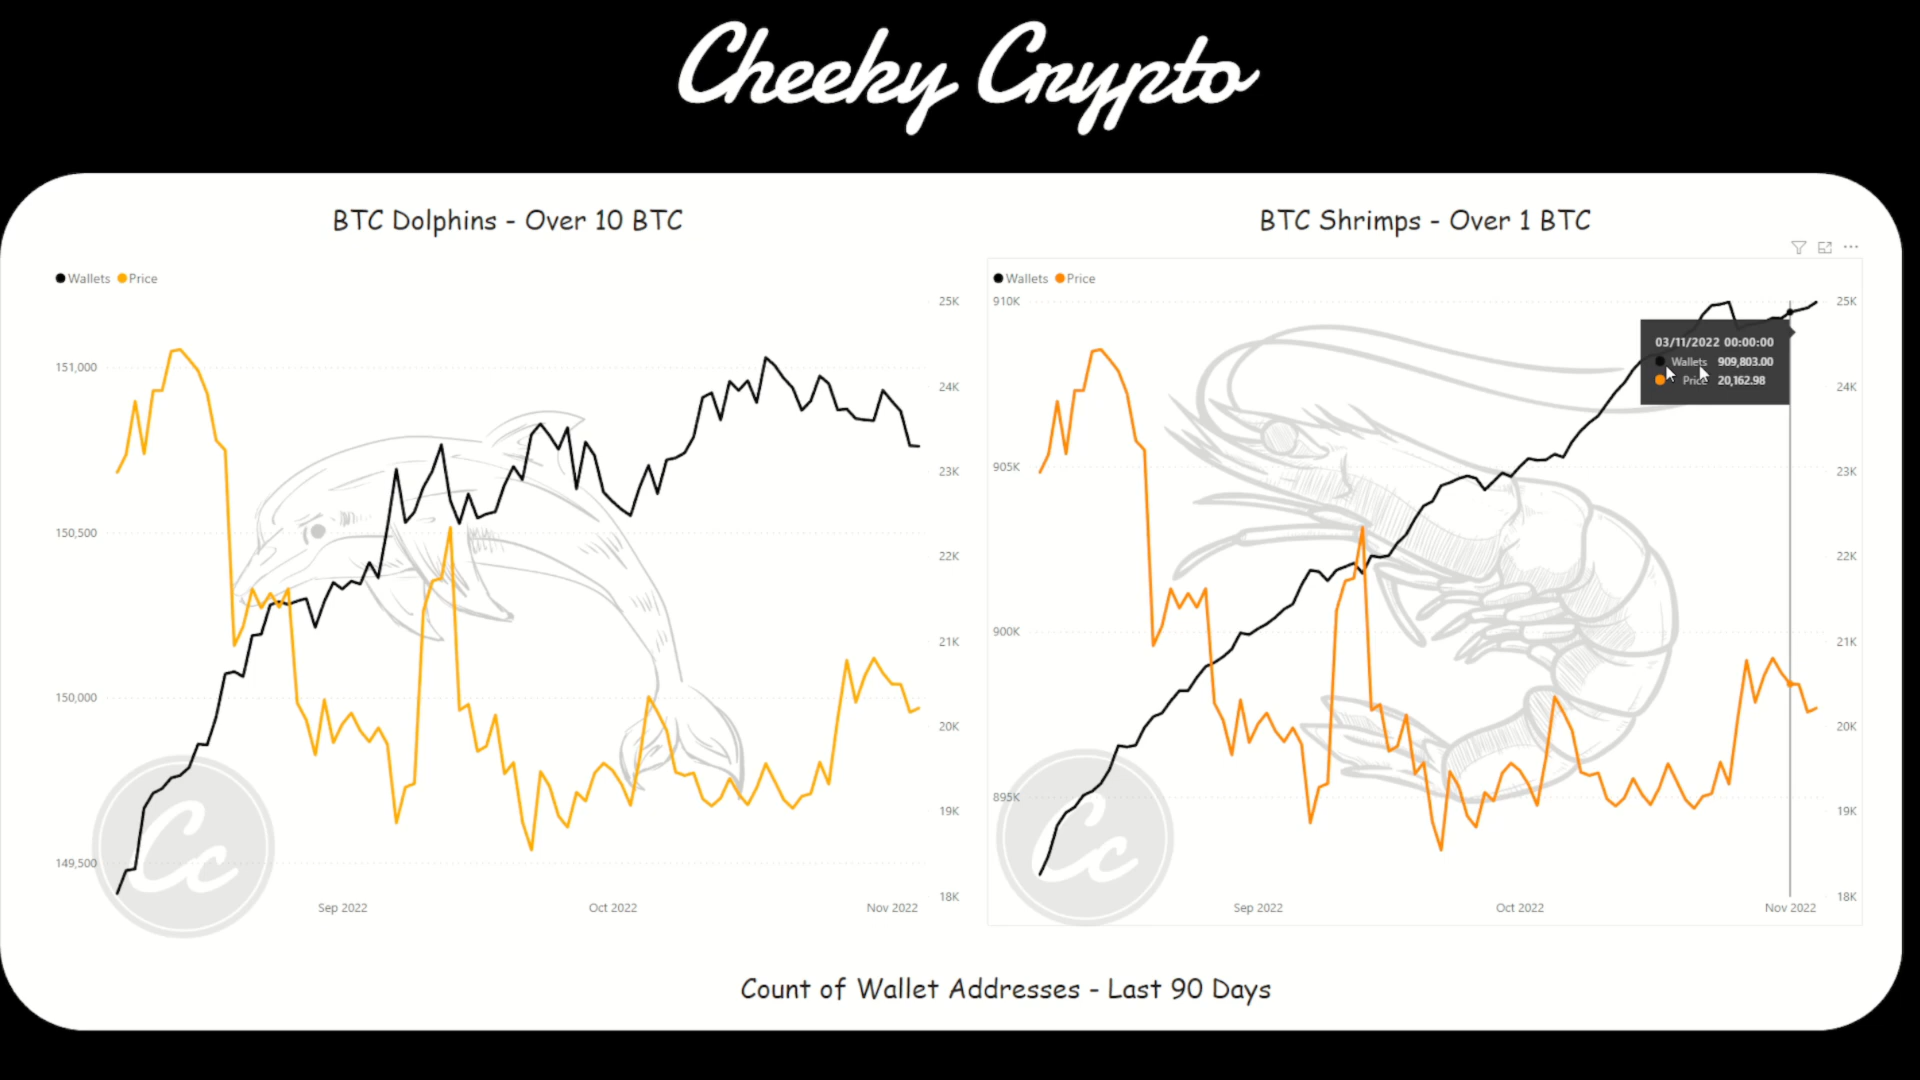 Cheeky Crypto
BTC Dolphins - Over 10 BTC
Wallets Price
25K
151,000
24K
23K
150,500
22K
21K
150,000
20K
19K
149,500
18K
Cc
Sep 2022 Oct 2022 Nov 2022
BTC Shrimps - Over 1 BTC
Wallets Price
910K 25K
03/11/2022 00:00:00
Wallets 909,803.00
Price 20,162.98
24K
905K 23K
22K
900K 21K
20K
895K 19K
18K
Cc
Sep 2022 Oct 2022 Nov 2022
Count of Wallet Addresses - Last 90 Days